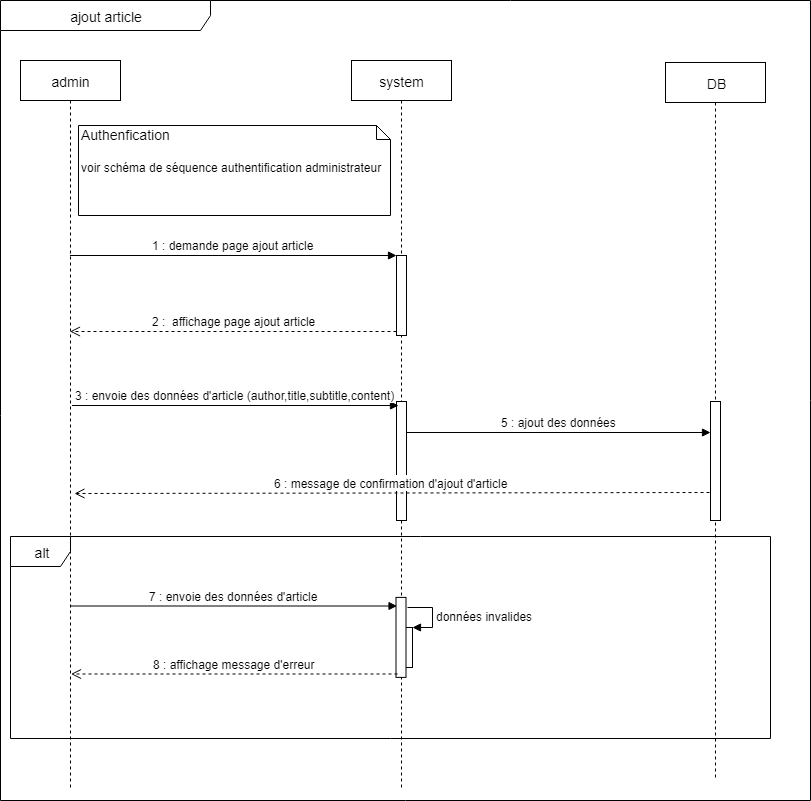 ajout article
admin
system
DB
Authenfication
voir schéma de séquence authentification administrateur
1 : demande page ajout article
2 : affichage page ajout article
3 : envoie des données d'article (author,title,subtitle,content)
5 : ajout des données
6 : message de confirmation d'ajout d'article
alt
7 : envoie des données d'article
données invalides
8 : affichage message d'erreur